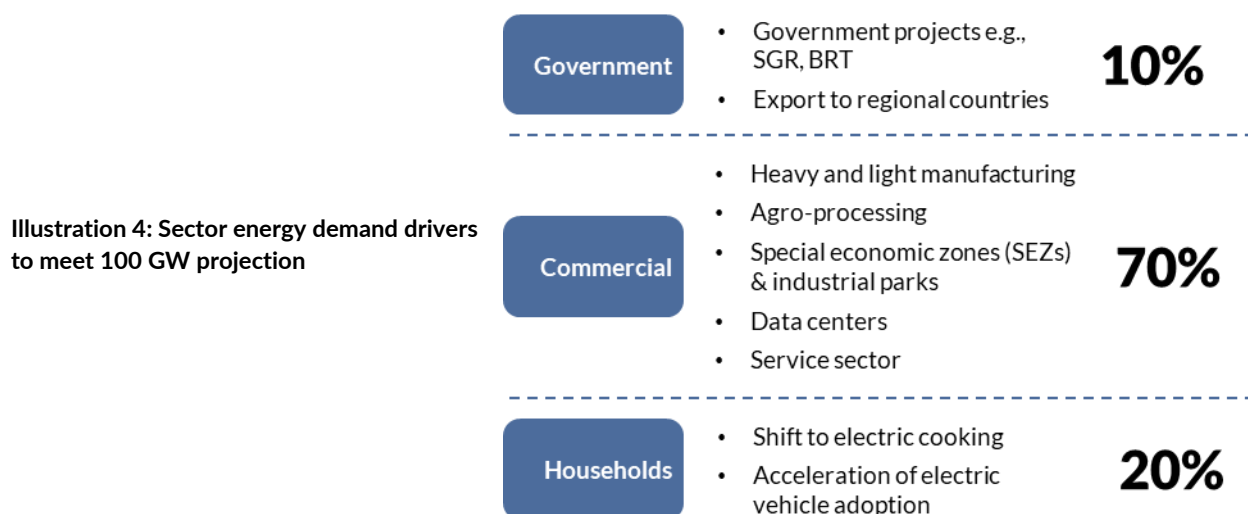 Illustration 4: Sector energy demand drivers
to meet 100 GW projection
Government
• Government projects e.g.,
SGR, BRT
• Export to regional countries
10%
Commercial
• Heavy and light manufacturing
• Agro-processing
• Special economic zones (SEZs)
& industrial parks
• Data centers
• Service sector
70%
Households
• Shift to electric cooking
• Acceleration of electric
vehicle adoption
20%